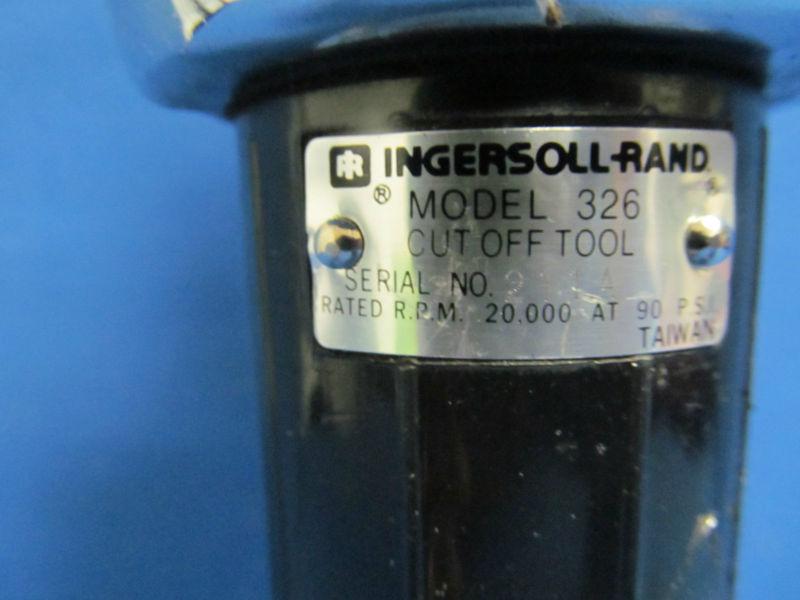 IR INGERSOLL-RAND®
® MODEL 326
CUT OFF TOOL
SERIAL NO.
RATED R.P.M. 20,000 AT 90 P.S.I.
TAIWAN